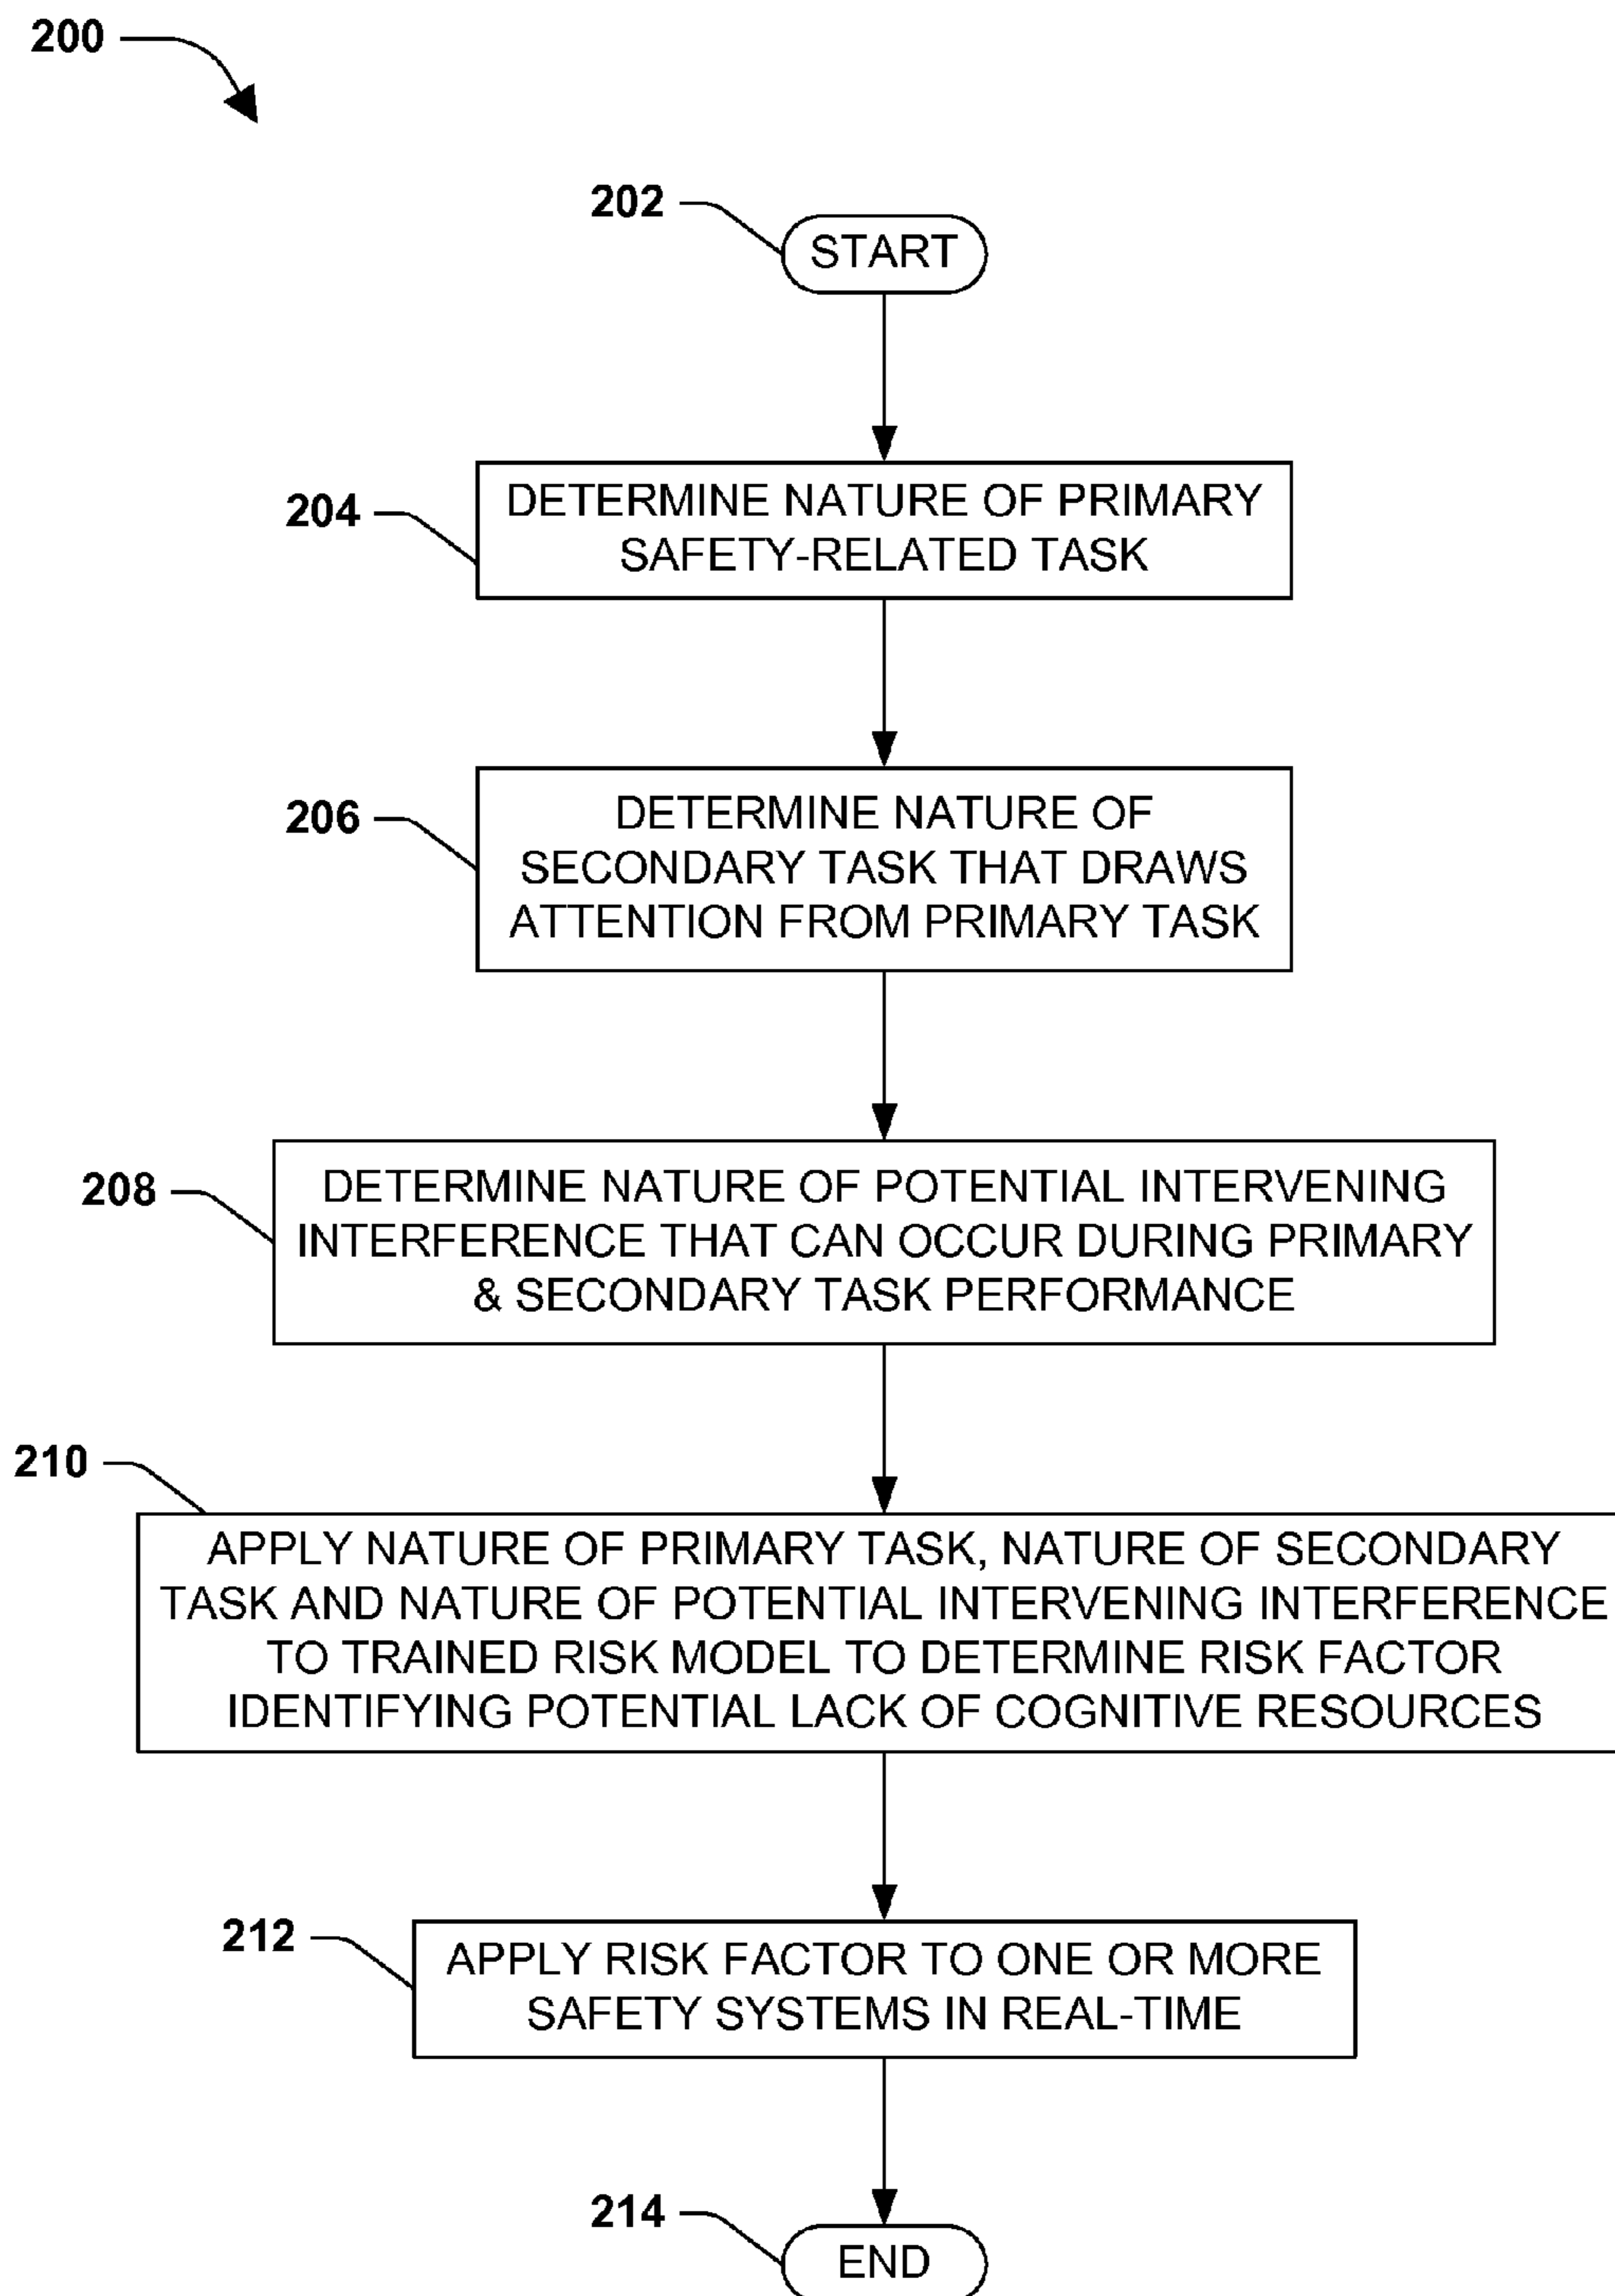 200
202
START
204
DETERMINE NATURE OF PRIMARY
SAFETY-RELATED TASK
206
DETERMINE NATURE OF
SECONDARY TASK THAT DRAWS
ATTENTION FROM PRIMARY TASK
208
DETERMINE NATURE OF POTENTIAL INTERVENING
INTERFERENCE THAT CAN OCCUR DURING PRIMARY
& SECONDARY TASK PERFORMANCE
210
APPLY NATURE OF PRIMARY TASK, NATURE OF SECONDARY
TASK AND NATURE OF POTENTIAL INTERVENING INTERFERENCE
TO TRAINED RISK MODEL TO DETERMINE RISK FACTOR
IDENTIFYING POTENTIAL LACK OF COGNITIVE RESOURCES
212
APPLY RISK FACTOR TO ONE OR MORE
SAFETY SYSTEMS IN REAL-TIME
214
END